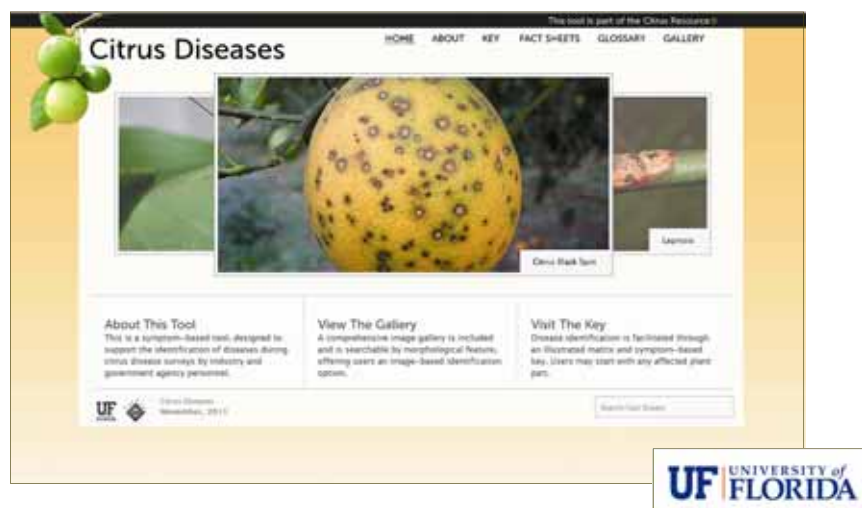 This tool is part of the Citrus Resource
Citrus Diseases
HOME ABOUT KEY FACT SHEETS GLOSSARY GALLERY
Leprosis
Citrus Black Spot
About This Tool
This is a symptom-based tool, designed to
support the identification of diseases during
citrus disease surveys by industry and
government agency personnel.
View The Gallery
A comprehensive image gallery is included
and is searchable by morphological feature,
offering users an image-based identification
option.
Visit The Key
Disease identification is facilitated through
an illustrated matrix and symptom-based
key. Users may start with any affected plant
part.
UF
FLORIDA
Citrus Diseases
November, 2011
Search Fact Sheets
UF UNIVERSITY of
FLORIDA